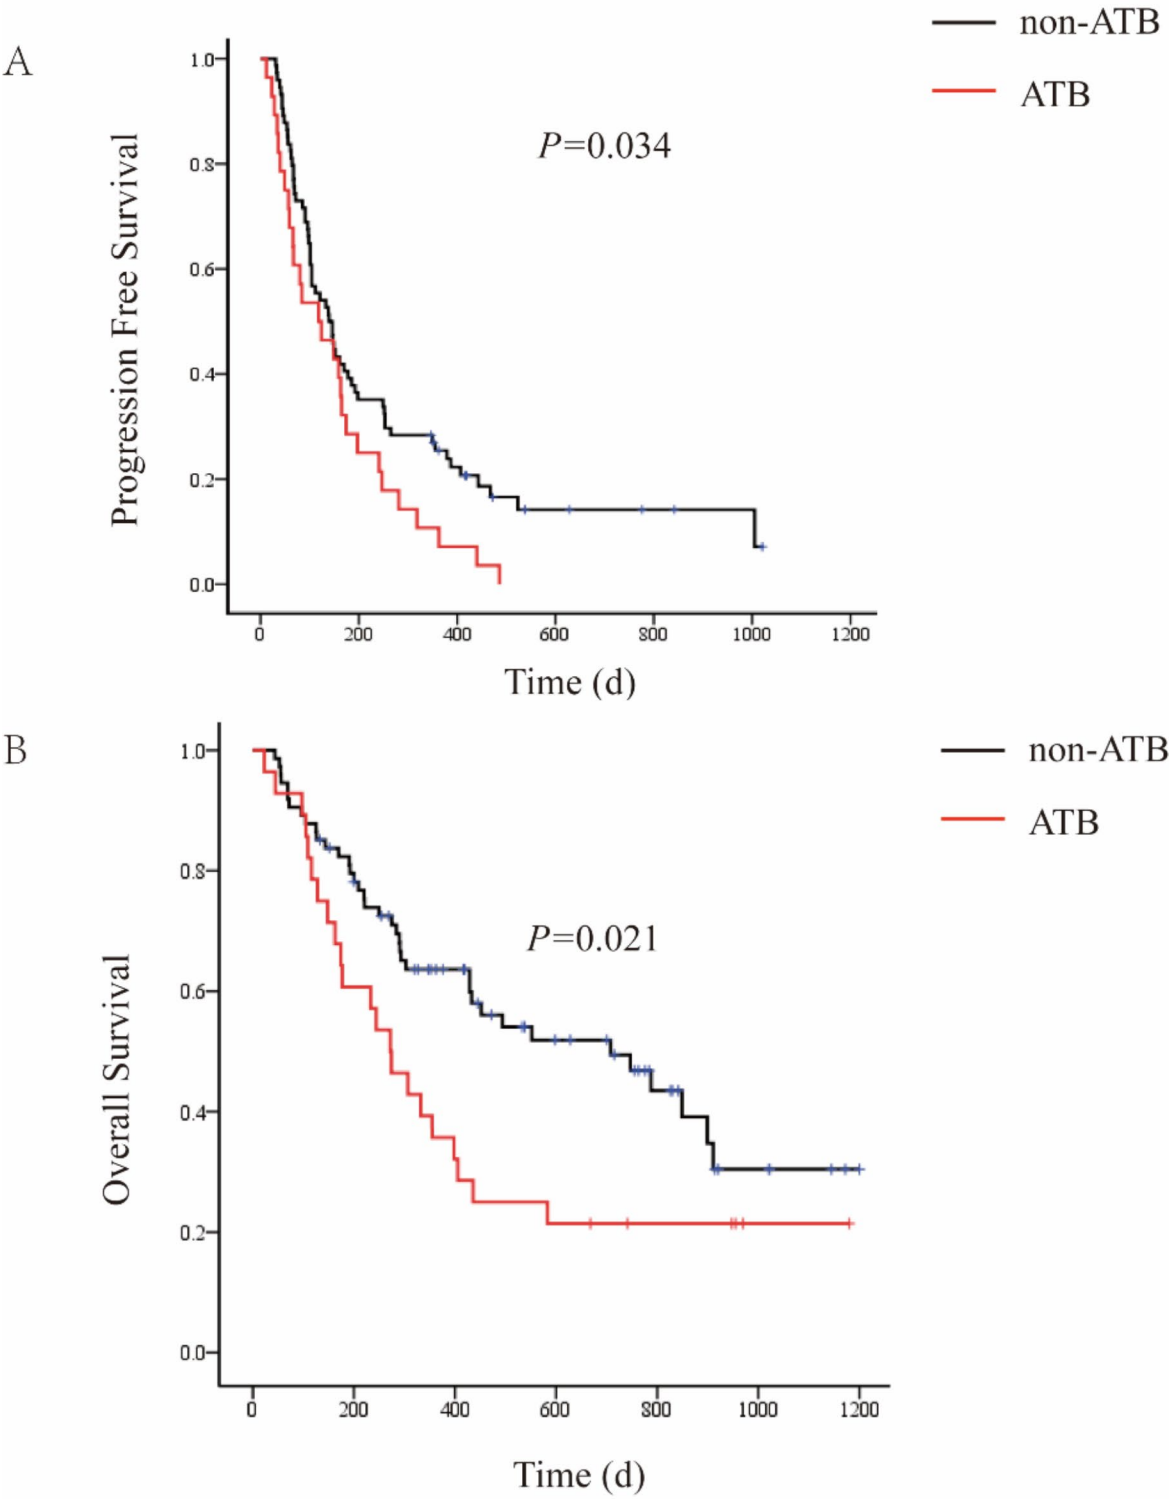 non-ATB
A
ATB
P=0.034
Progression Free Survival
1.0
0.8
0.6
0.4
0.2
0.0
0 200 400 600 800 1000 1200
Time (d)
B
non-ATB
ATB
P=0.021
Overall Survival
1.0
0.8
0.6
0.4
0.2
0.0
0 200 400 600 800 1000 1200
Time (d)